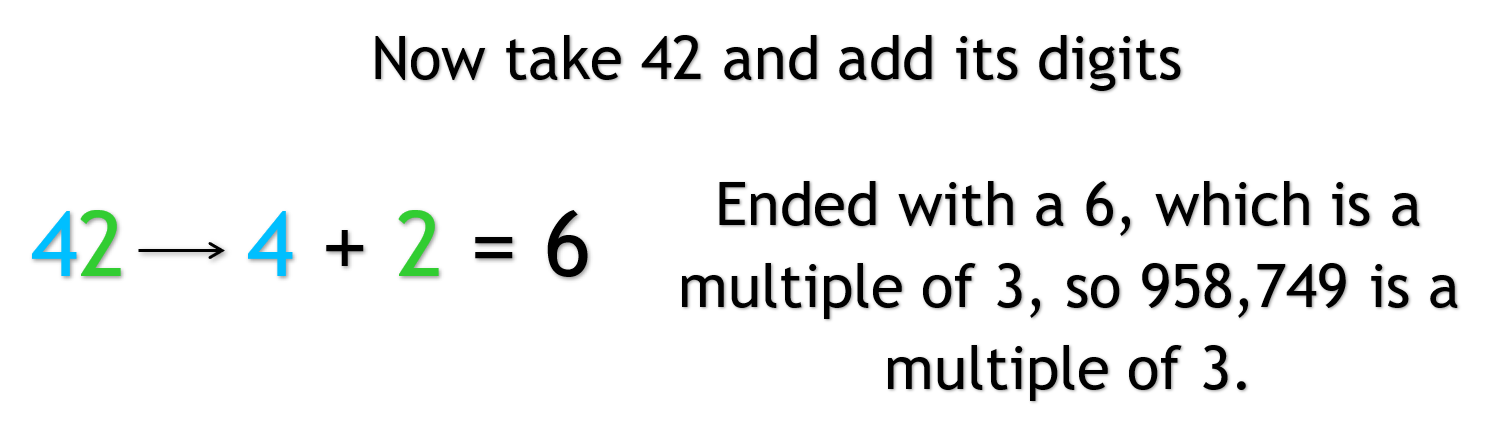 Now take 42 and add its digits
42 ⟶ 4 + 2 = 6
Ended with a 6, which is a
multiple of 3, so 958,749 is a
multiple of 3.